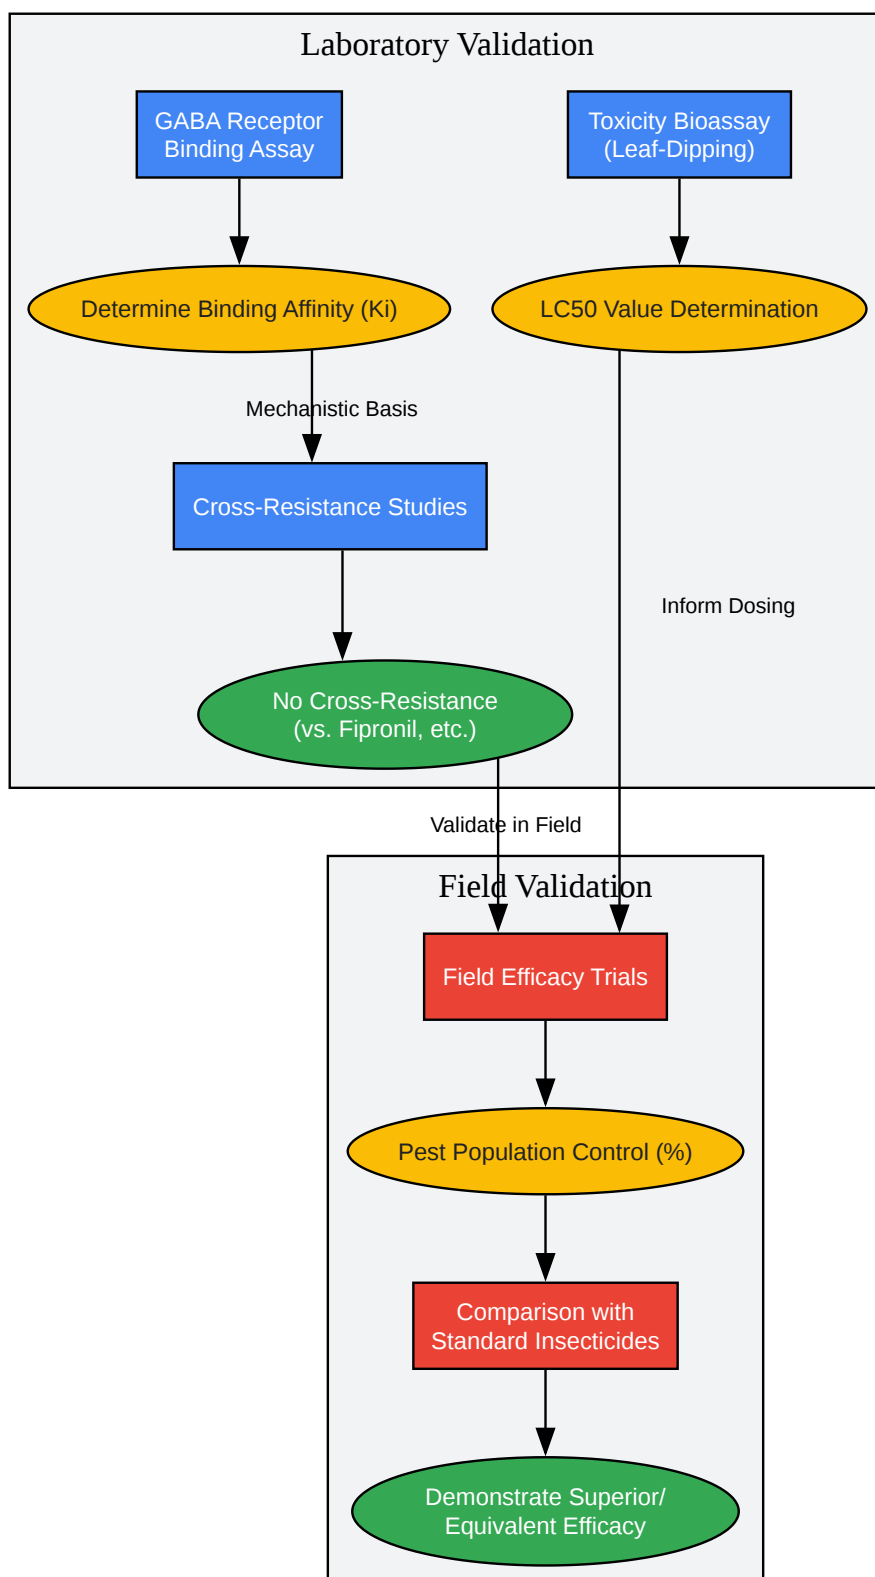 Laboratory Validation
GABA Receptor
Binding Assay
Toxicity Bioassay
(Leaf-Dipping)
Determine Binding Affinity (Ki)
LC50 Value Determination
Mechanistic Basis
Cross-Resistance Studies
Inform Dosing
No Cross-Resistance
(vs. Fipronil, etc.)
Validate in Field
Field Validation
Field Efficacy Trials
Pest Population Control (%)
Comparison with
Standard Insecticides
Demonstrate Superior/
Equivalent Efficacy